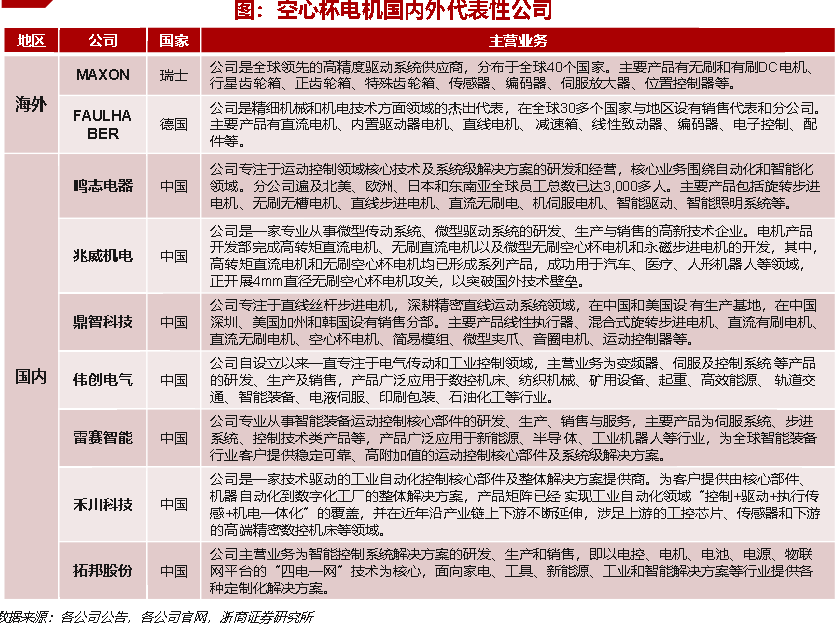 图：空心杯电机国内外代表性公司
地区 公司 国家 主营业务
海外
MAXON 瑞士
公司是全球领先的高精度驱动系统供应商，分布于全球40个国家。主要产品有无刷和有刷DC电机、
行星齿轮箱、正齿轮箱、特殊齿轮箱、传感器、编码器、伺服放大器、位置控制器等。
FAULHA
BER
德国
公司是精细机械和机电技术方面领域的杰出代表，在全球30多个国家与地区设有销售代表和分公司。
主要产品有直流电机、内置驱动器电机、直线电机、减速箱、线性致动器、编码器、电子控制、配
件等。
国内
鸣志电器 中国
公司专注于运动控制领域核心技术及系统级解决方案的研发和经营，核心业务围绕自动化和智能化
领域。分公司遍及北美、欧洲、日本和东南亚全球员工总数已达3,000多人。主要产品包括旋转步进
电机、无刷无槽电机、直线步进电机、直流无刷电、机伺服电机、智能驱动、智能照明系统等。
兆威机电 中国
公司是一家专业从事微型传动系统、微型驱动系统的研发、生产与销售的高新技术企业。电机产品
开发部完成高转矩直流电机、无刷直流电机以及微型无刷空心杯电机和永磁步进电机的开发，其中，
高转矩直流电机和无刷空心杯电机均已形成系列产品，成功用于汽车、医疗、人形机器人等领域，
正开展4mm直径无刷空心杯电机攻关，以突破国外技术壁垒。
鼎智科技 中国
公司专注于直线丝杆步进电机，深耕精密直线运动系统领域，在中国和美国设有生产基地，在中国
深圳、美国加州和韩国设有销售分部。主要产品线性执行器、混合式旋转步进电机、直流有刷电机、
直流无刷电机、空心杯电机、简易模组、微型夹爪、音圈电机、运动控制器等。
伟创电气 中国
公司自设立以来一直专注于电气传动和工业控制领域，主营业务为变频器、伺服及控制系统等产品
的研发、生产及销售，产品广泛应用于数控机床、纺织机械、矿用设备、起重、高效能源、轨道交
通、智能装备、电液伺服、印刷包装、石油化工等行业。
雷赛智能 中国
公司专业从事智能装备运动控制核心部件的研发、生产、销售与服务，主要产品为伺服系统、步进
系统、控制技术类产品等，产品广泛应用于新能源、半导体、工业机器人等行业，为全球智能装备
行业客户提供稳定可靠、高附加值的运动控制核心部件及系统级解决方案。
禾川科技 中国
公司是一家技术驱动的工业自动化控制核心部件及整体解决方案提供商。为客户提供由核心部件、
机器自动化到数字化工厂的整体解决方案，产品矩阵已经实现工业自动化领域“控制+驱动+执行传
感+机电一体化”的覆盖，并在近年沿产业链上下游不断延伸，涉足上游的工控芯片、传感器和下游
的高端精密数控机床等领域。
拓邦股份 中国
公司主营业务为智能控制系统解决方案的研发、生产和销售，即以电控、电机、电池、电源、物联
网平台的“四电一网”技术为核心，面向家电、工具、新能源、工业和智能解决方案等行业提供各
种定制化解决方案。
数据来源：各公司公告，各公司官网，浙商证券研究所